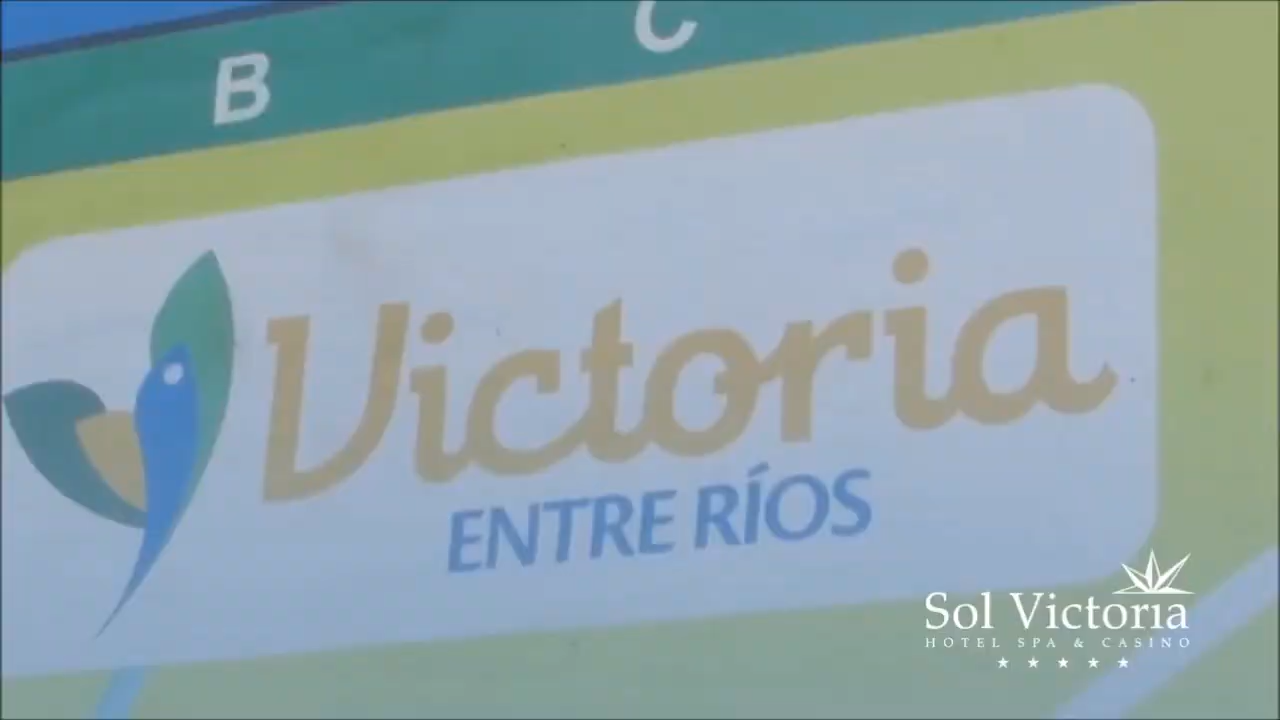 B C
Victoria
ENTRE RÍOS
Sol Victoria
HOTEL SPA & CASINO